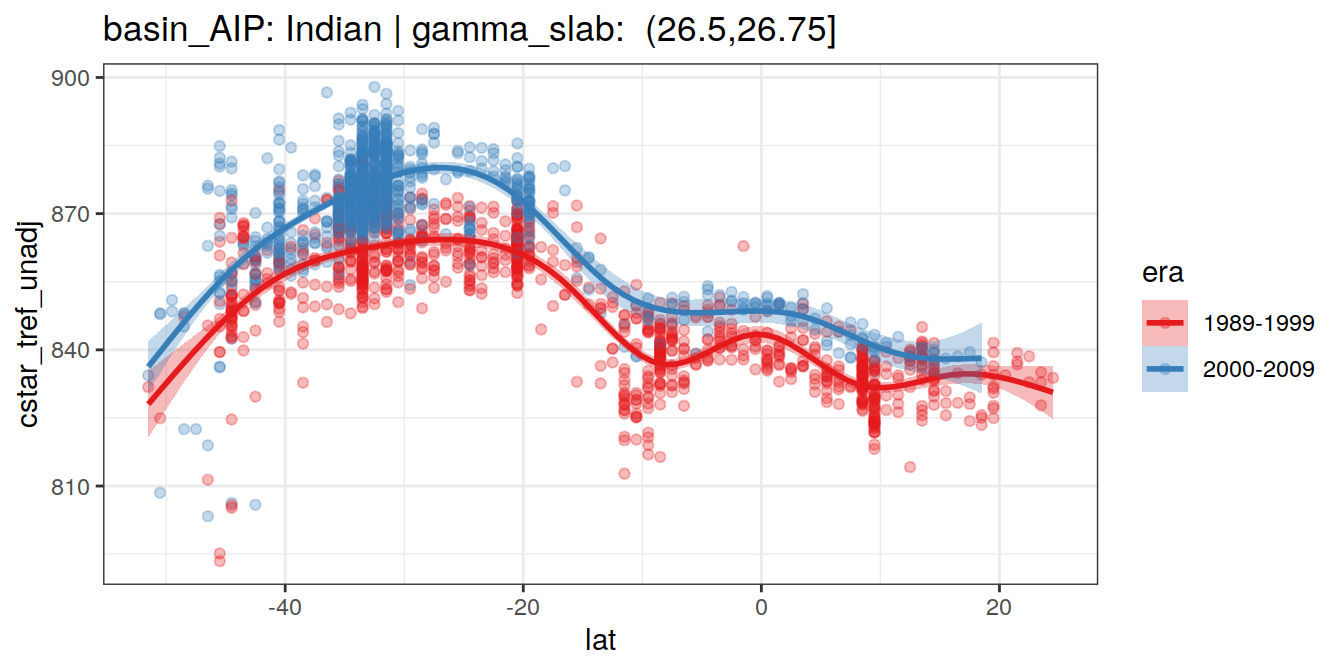 basin_AIP: Indian | gamma_slab:  (26.5,26.75]
cstar_tref_unadj
900
870
840
810
-40
-20
0
20
lat
era
1989-1999
2000-2009